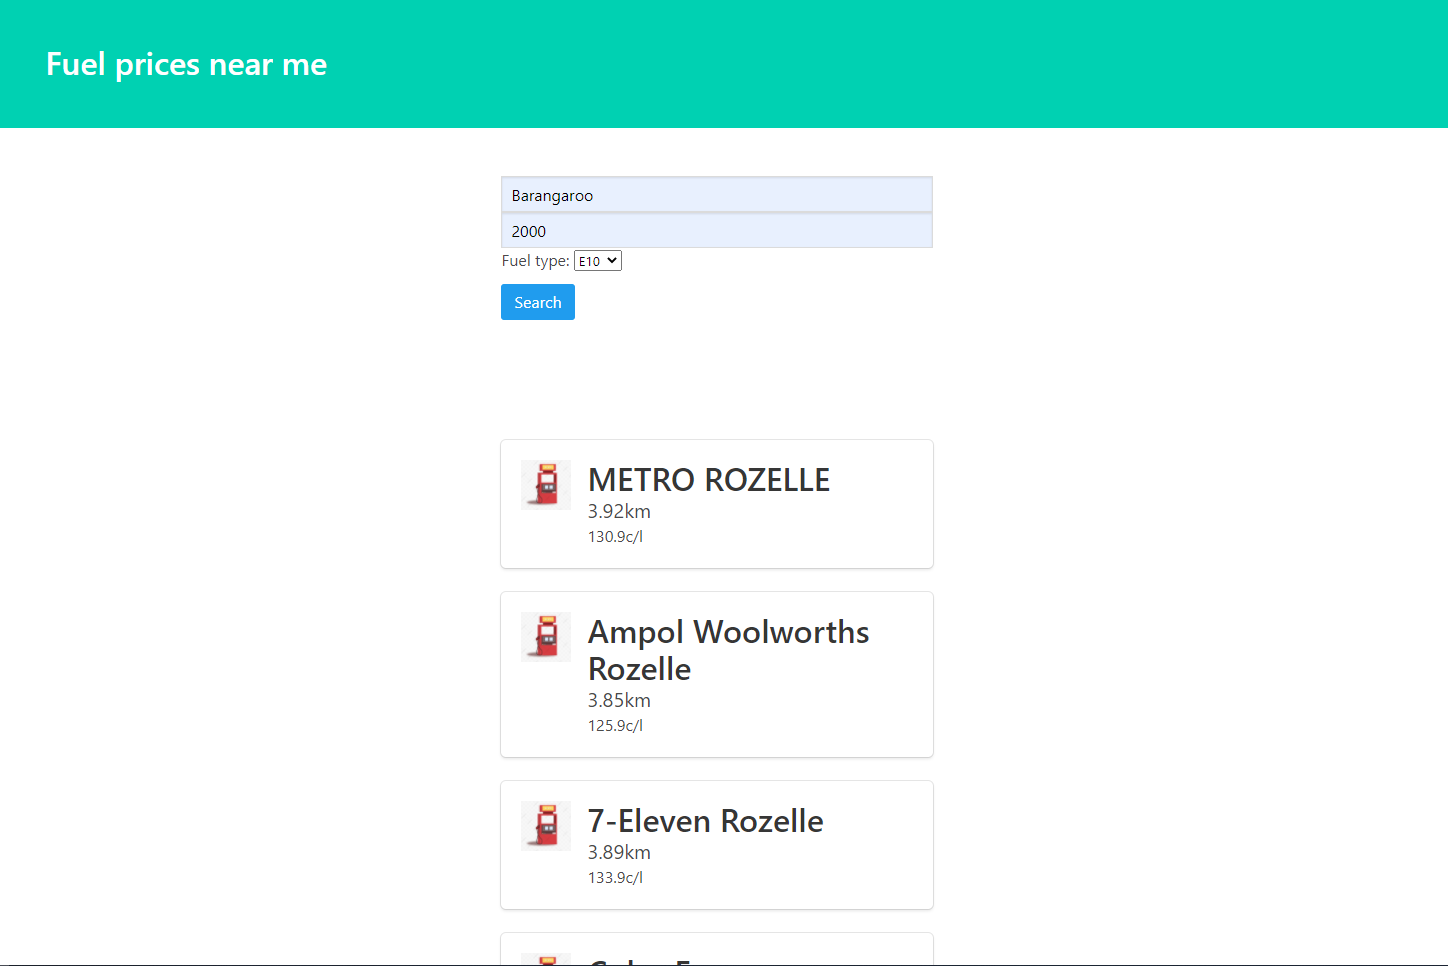 Fuel prices near me
Barangaroo
2000
Fuel type: E10
Search
METRO ROZELLE
3.92km
130.9c/l
Ampol Woolworths
Rozelle
3.85km
125.9c/l
7-Eleven Rozelle
3.89km
133.9c/l